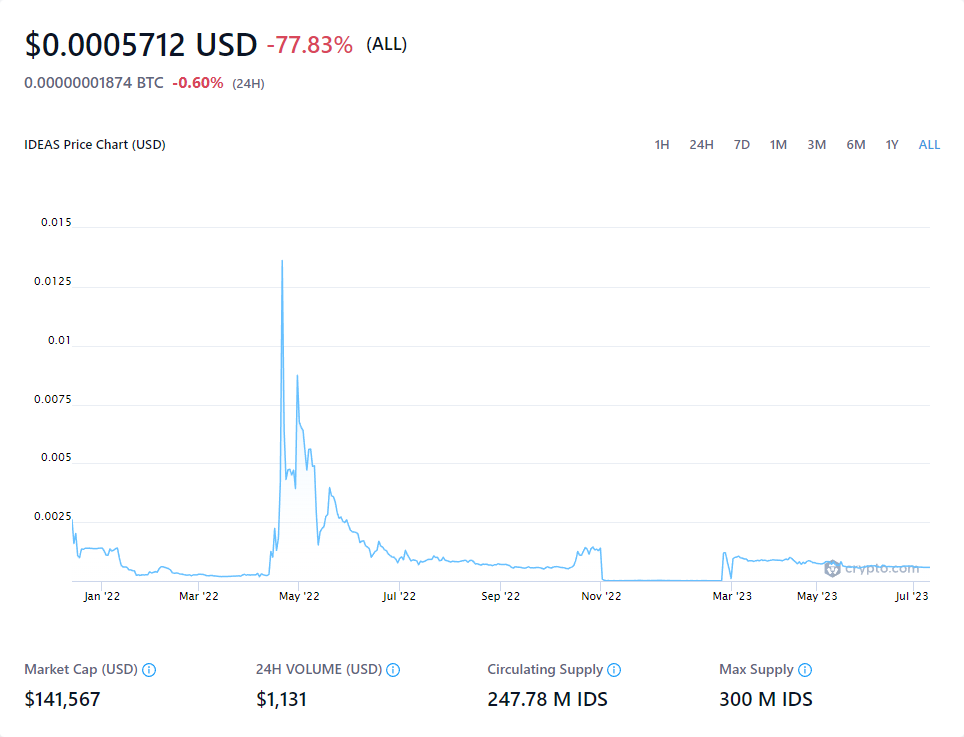 $0.0005712 USD -77.83% (ALL)
0.00000001874 BTC -0.60% (24H)
IDEAS Price Chart (USD) 1H 24H 7D 1M 3M 6M 1Y ALL
0.015
0.0125
0.01
0.0075
0.005
0.0025
crypto.com
Jan '22 Mar '22 May '22 Jul '22 Sep '22 Nov '22 Mar '23 May '23 Jul '23
Market Cap (USD) 24H VOLUME (USD) Circulating Supply Max Supply
$141,567 $1,131 247.78 M IDS 300 M IDS